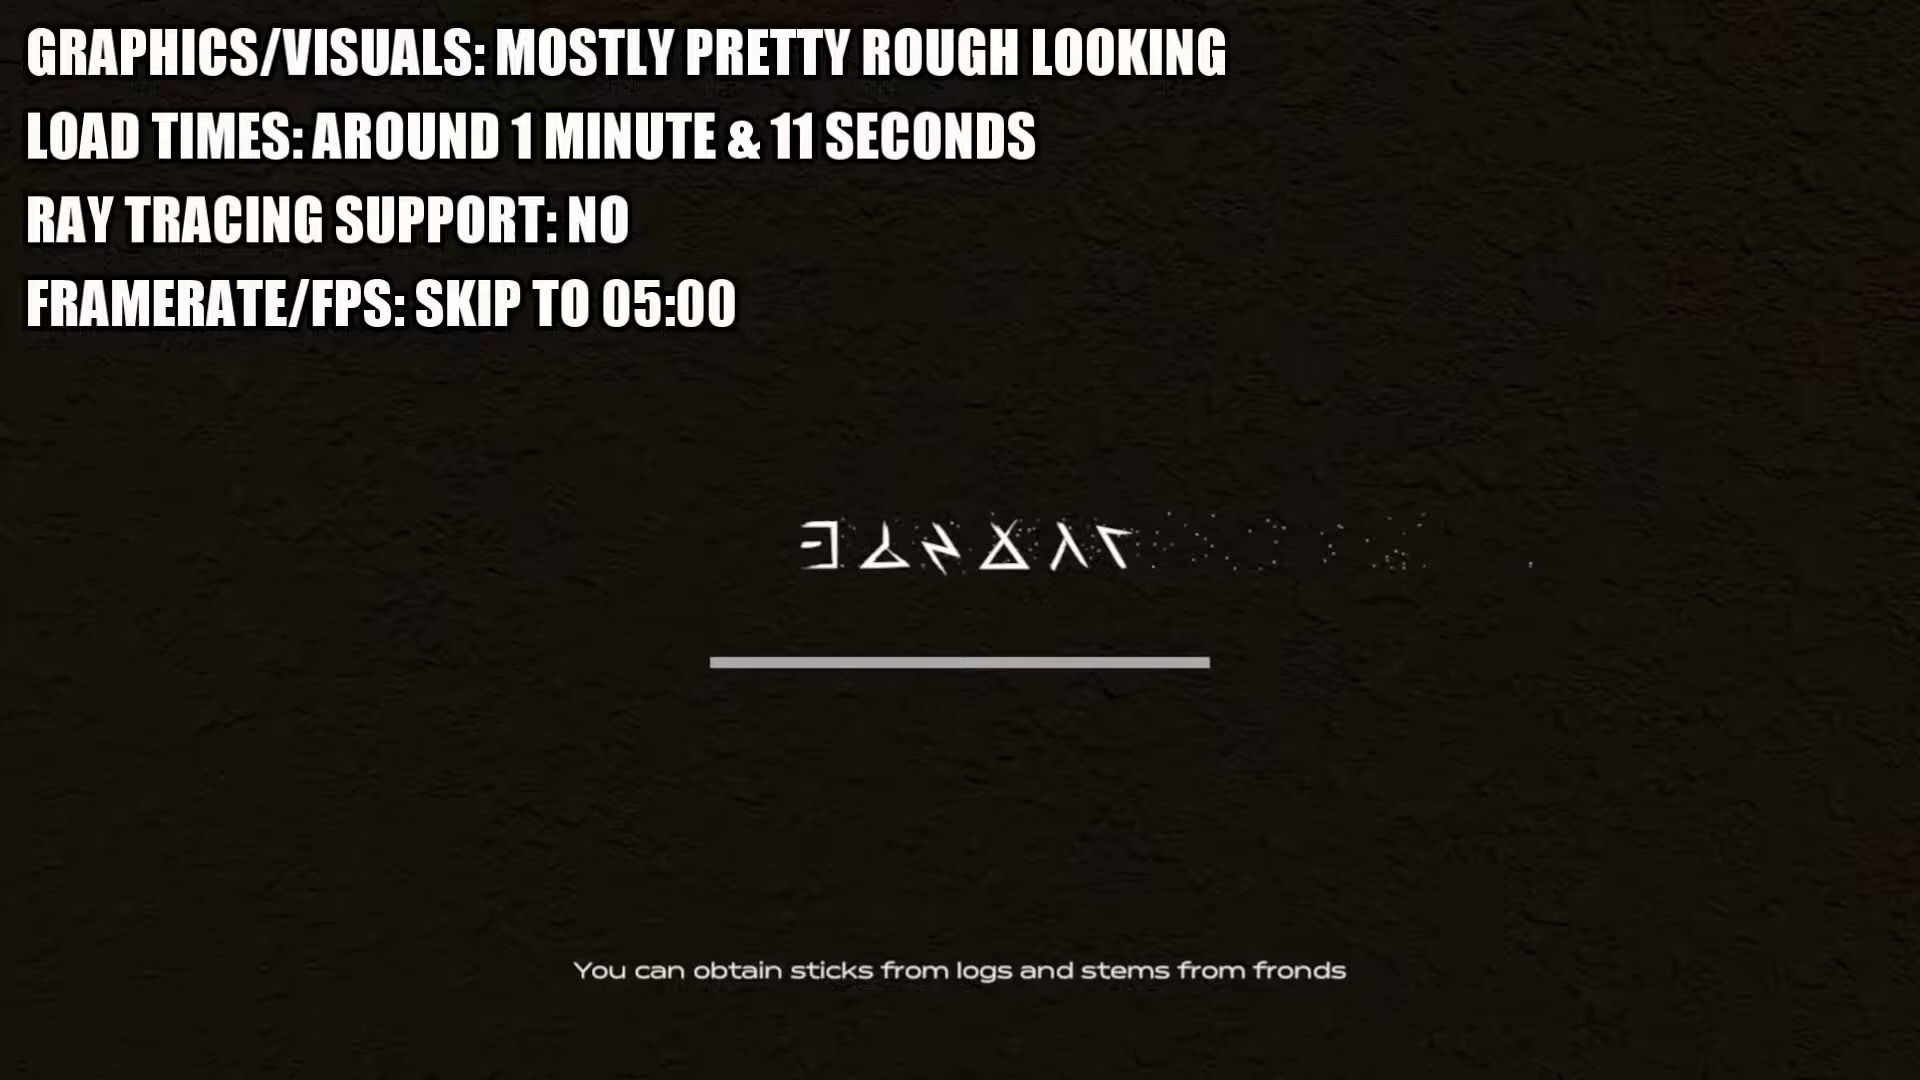 GRAPHICS/VISUALS: MOSTLY PRETTY ROUGH LOOKING
LOAD TIMES: AROUND 1 MINUTE & 11 SECONDS
RAY TRACING SUPPORT: NO
FRAMERATE/FPS: SKIP TO 05:00
You can obtain sticks from logs and stems from fronds